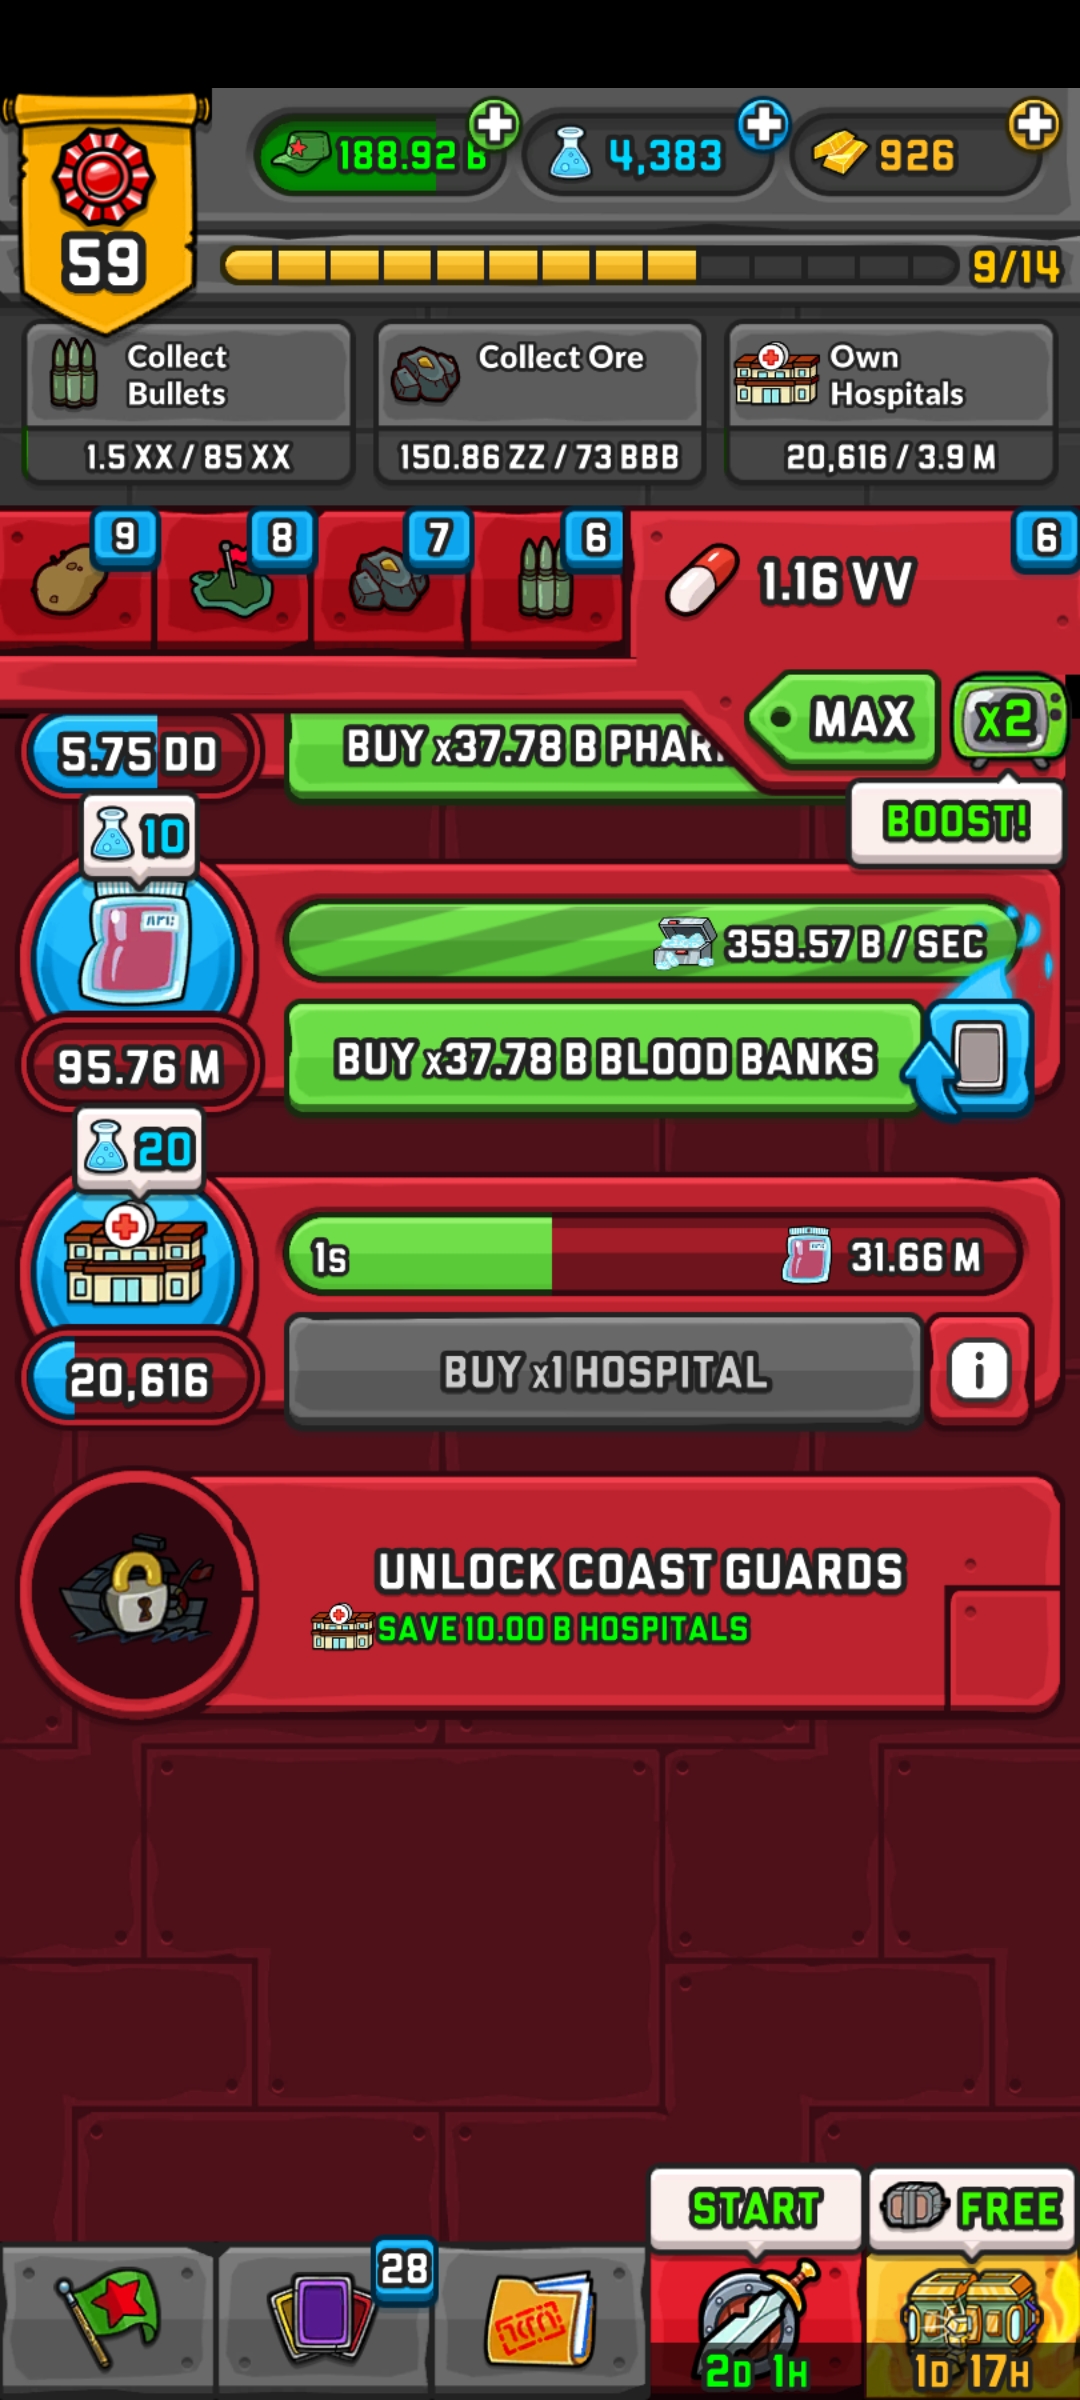 188.92 B
4,383
926
59
9/14
Collect
Bullets
Collect Ore
Own
Hospitals
1.5 XX / 85 XX
150.86 ZZ / 73 BBB
20,616 / 3.9 M
9
8
7
6
1.16 VV
6
MAX
x2
5.75 DD
BUY x37.78 B PHAR
BOOST!
10
359.57 B / SEC
95.76 M
BUY x37.78 B BLOOD BANKS
20
1s
31.66 M
20,616
BUY x1 HOSPITAL
i
UNLOCK COAST GUARDS
SAVE 10.00 B HOSPITALS
START
FREE
28
2D 1H
1D 17H